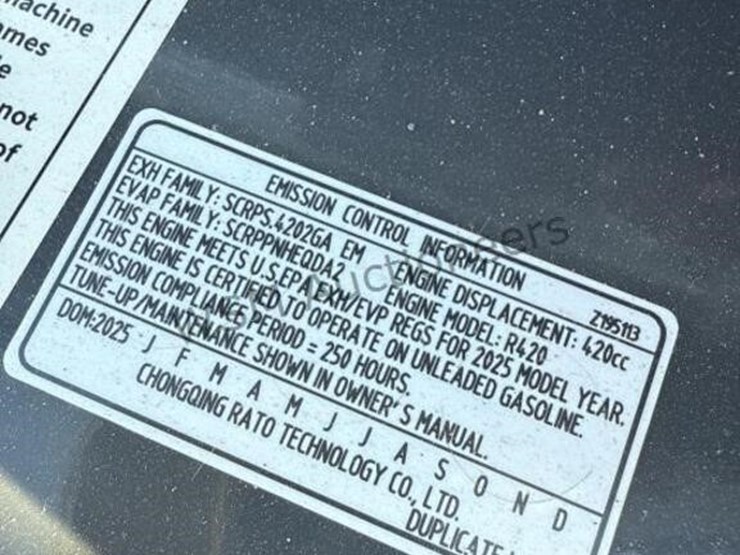 achine
ames
not
of
EMISSION CONTROL INFORMATION
Z195113
EXH FAMILY: SCRPS.4202GA EM ENGINE DISPLACEMENT: 420cc
EVAP FAMILY: SCRPPNHEQDA2 ENGINE MODEL: R420
THIS ENGINE MEETS U.S.EPA EXH/EVP REGS FOR 2025 MODEL YEAR.
THIS ENGINE IS CERTIFIED TO OPERATE ON UNLEADED GASOLINE.
EMISSION COMPLIANCE PERIOD = 250 HOURS.
TUNE-UP/MAINTENANCE SHOWN IN OWNER'S MANUAL.
DOM:2025 J F M A M J J A S O N D
CHONGQING RATO TECHNOLOGY CO., LTD.
DUPLICATE
Auctioneers